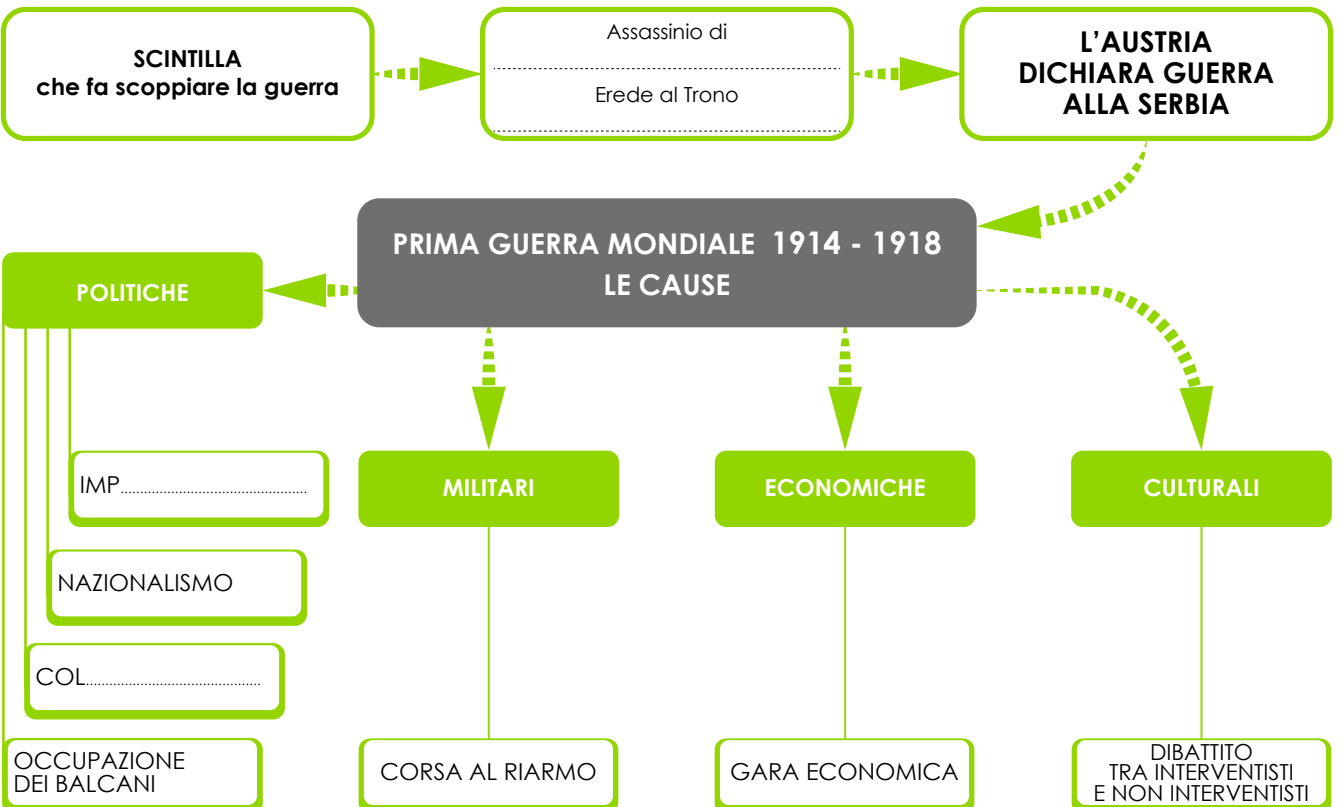 SCINTILLA
che fa scoppiare la guerra
Assassinio di
................................................
Erede al Trono
................................................
L'AUSTRIA
DICHIARA GUERRA
ALLA SERBIA
PRIMA GUERRA MONDIALE 1914 - 1918
LE CAUSE
POLITICHE
IMP................................................
NAZIONALISMO
COL.............................................
OCCUPAZIONE
DEI BALCANI
MILITARI
CORSA AL RIARMO
ECONOMICHE
GARA ECONOMICA
CULTURALI
DIBATTITO
TRA INTERVENTISTI
E NON INTERVENTISTI